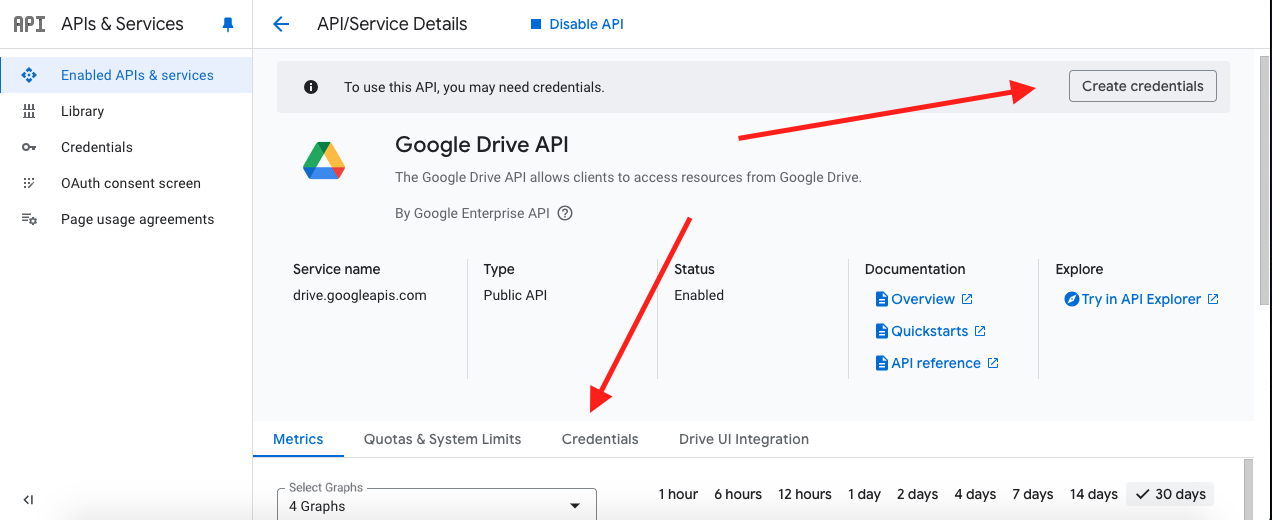 API APIs & Services
API/Service Details
Disable API
Enabled APIs & services
Library
Credentials
OAuth consent screen
Page usage agreements
To use this API, you may need credentials.
Create credentials
Google Drive API
The Google Drive API allows clients to access resources from Google Drive.
By Google Enterprise API
Service name
drive.googleapis.com
Type
Public API
Status
Enabled
Documentation
Overview
Quickstarts
API reference
Explore
Try in API Explorer
Metrics Quotas & System Limits Credentials Drive UI Integration
Select Graphs
4 Graphs
1 hour 6 hours 12 hours 1 day 2 days 4 days 7 days 14 days 30 days